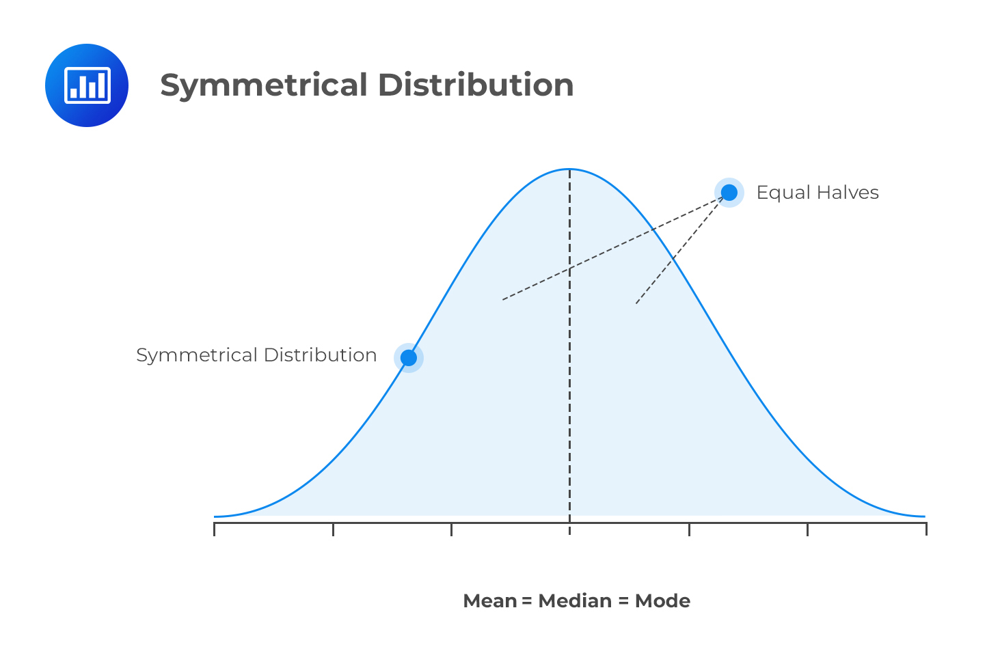 Symmetrical Distribution
Equal Halves
Symmetrical Distribution
Mean = Median = Mode